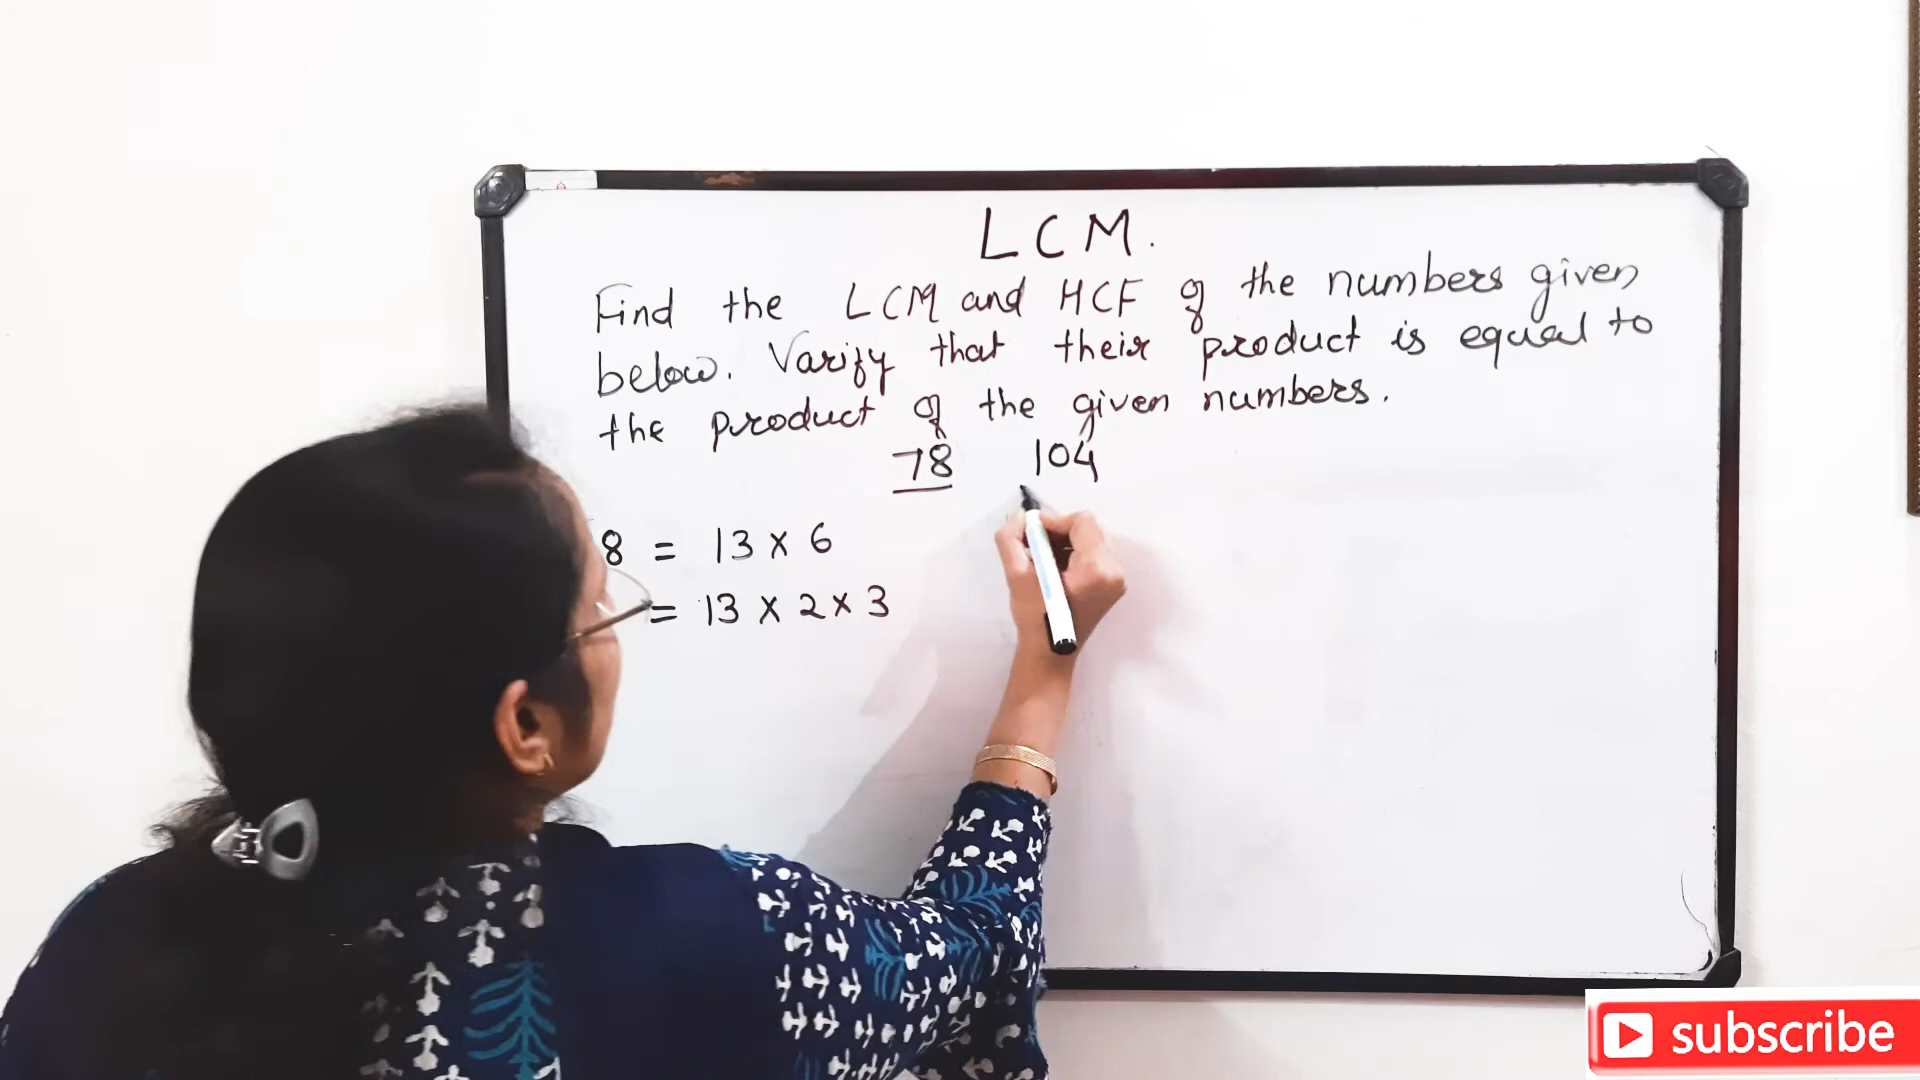 LCM.
Find the LCM and HCF of the numbers given
below. Varify that their product is equal to
the product of the given numbers.
78 104
8 = 13 x 6
= 13 x 2 x 3
subscribe